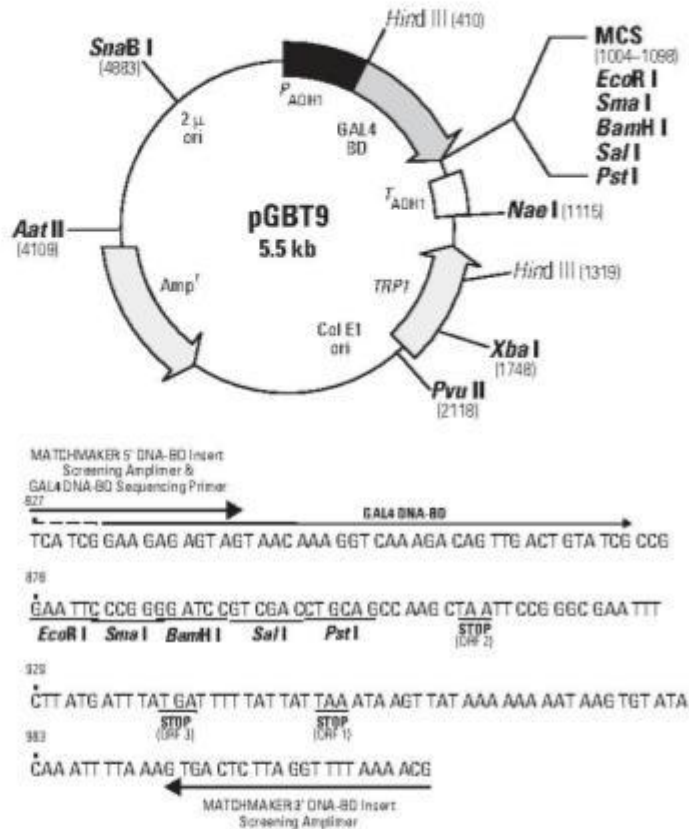 SnaB I
(4883)
Hind III (410)
MCS
(1004–1098)
EcoR I
Sma I
BamH I
Sal I
Pst I
P ADH1
GAL4
BD
2 μ
ori
T ADH1
Nae I (1115)
pGBT9
5.5 kb
Aat II
(4109)
Hind III (1319)
TRP1
Amp r
Col E1
ori
Xba I
(1748)
Pvu II
(2118)
MATCHMAKER 5' DNA-BD Insert
Screening Amplimer &
GAL4 DNA-BD Sequencing Primer
827
GAL4 DNA-BD
TCA TCG GAA GAG AGT AGT AAC AAA GGT CAA AGA CAG TTG ACT GTA TCG CCG
876
GAA TTC CCG GGG ATC CGT CGA CCT GCA GCC AAG CTA ATT CCG GGC GAA TTT
EcoR I Sma I BamH I Sal I Pst I STOP
(ORF 2)
929
CTT ATG ATT TAT GAT TTT TAT TAT TAA ATA AGT TAT AAA AAA AAT AAG TGT ATA
STOP STOP
(ORF 3) (ORF 1)
983
CAA ATT TTA AAG TGA CTC TTA GGT TTT AAA ACG
MATCHMAKER 3' DNA-BD Insert
Screening Amplimer